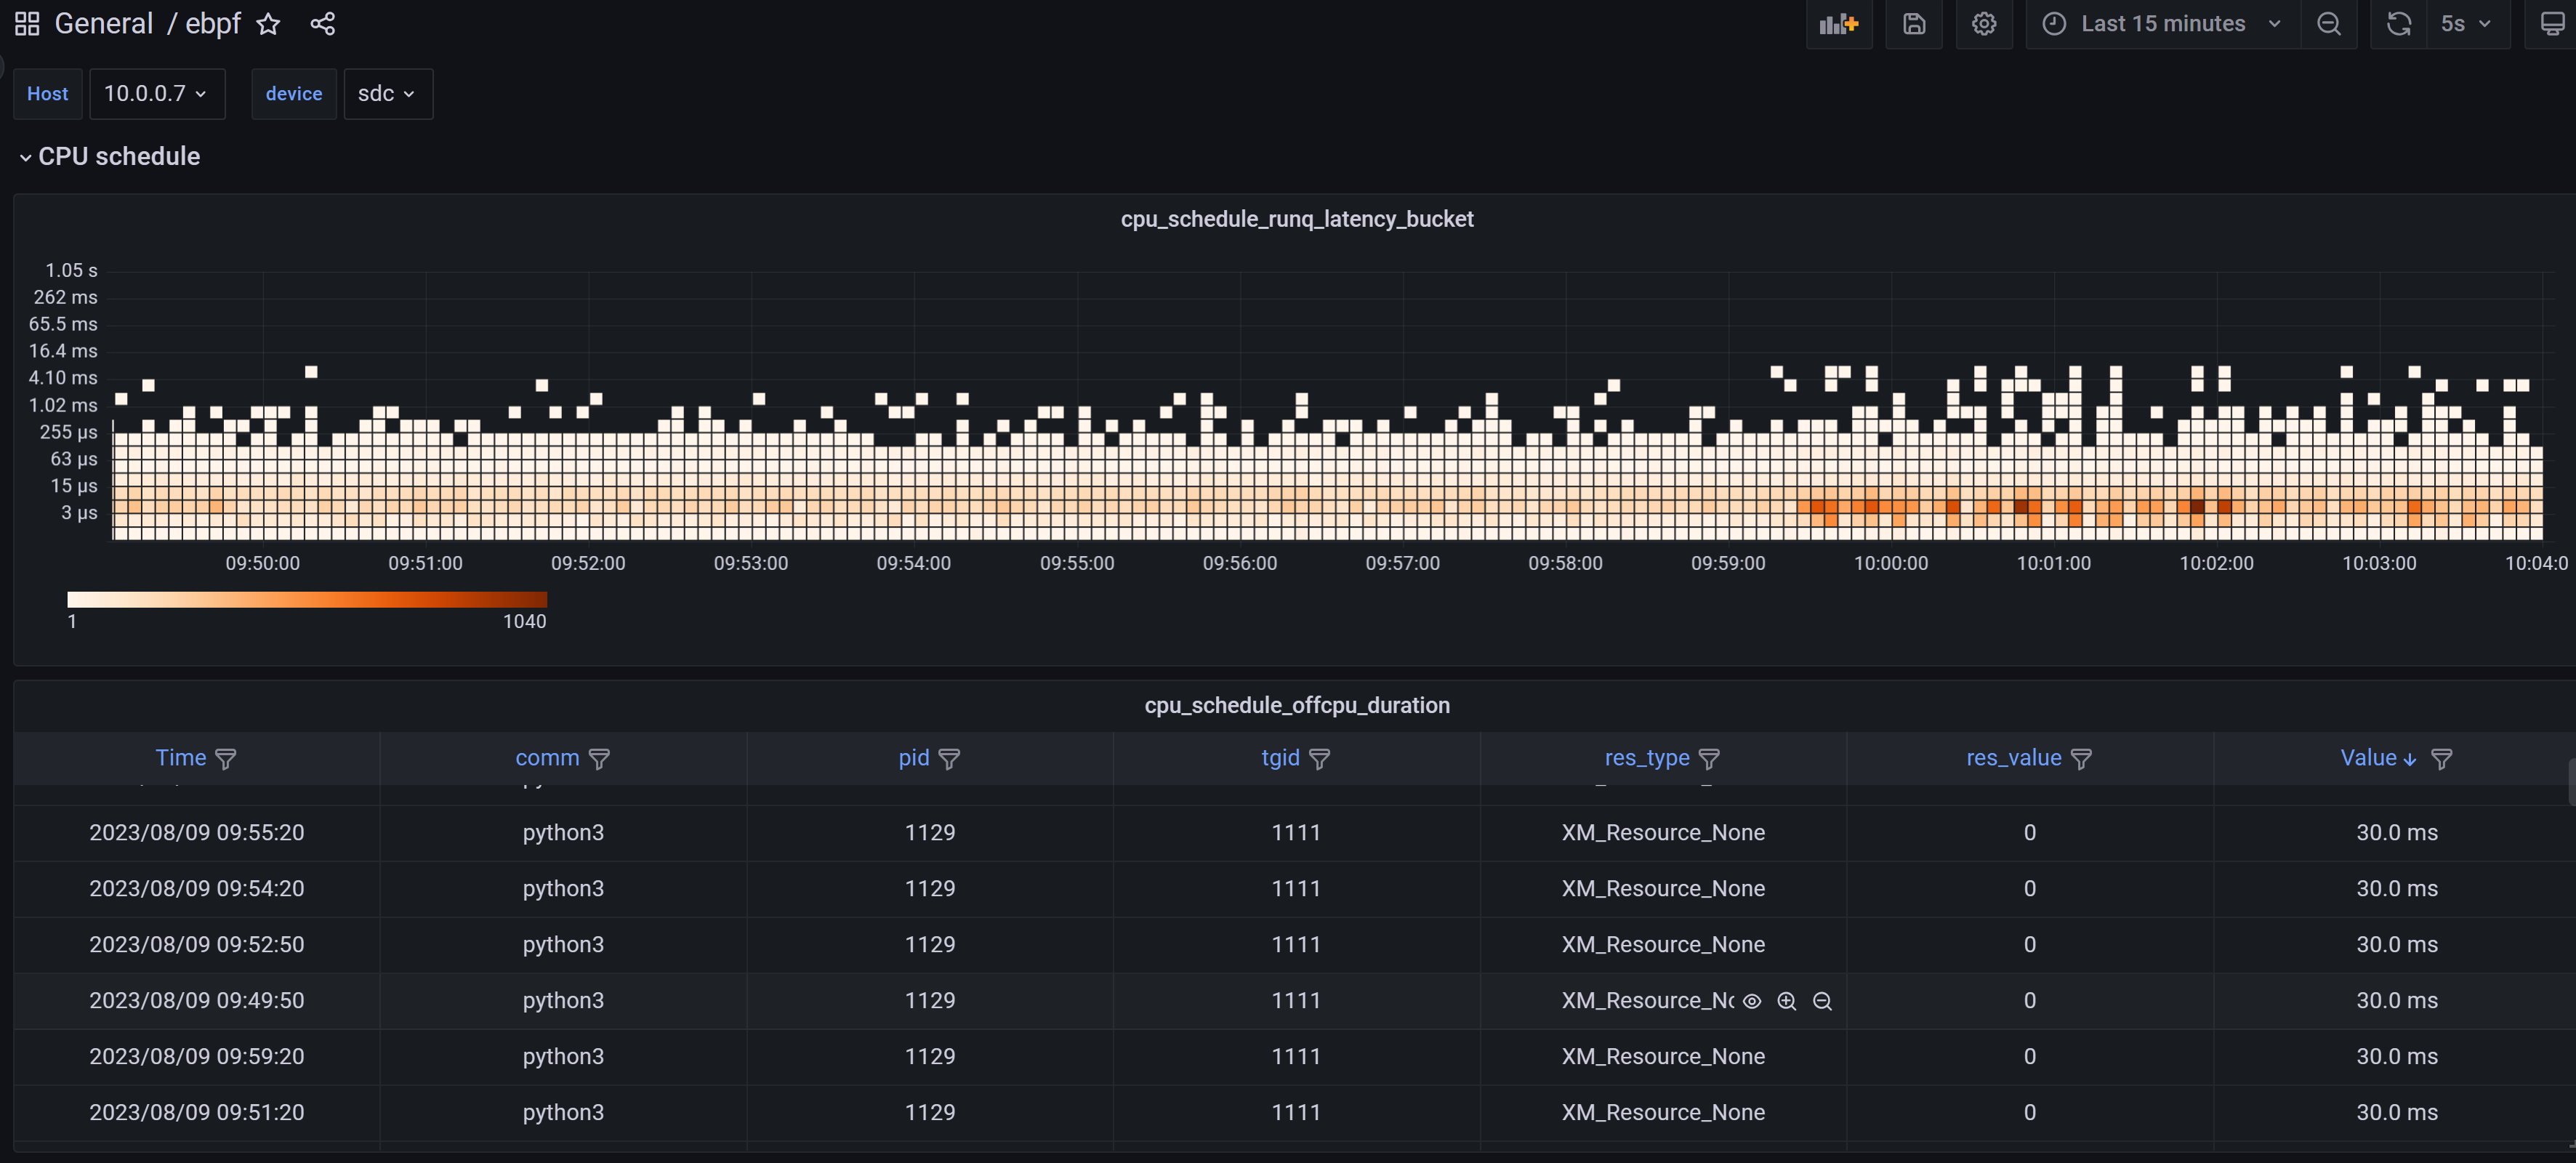 General / ebpf
Last 15 minutes
5s
Host 10.0.0.7 device sdc
CPU schedule
cpu_schedule_runq_latency_bucket
1.05 s
262 ms
65.5 ms
16.4 ms
4.10 ms
1.02 ms
255 µs
63 µs
15 µs
3 µs
09:50:00 09:51:00 09:52:00 09:53:00 09:54:00 09:55:00 09:56:00 09:57:00 09:58:00 09:59:00 10:00:00 10:01:00 10:02:00 10:03:00 10:04:0
1 1040
cpu_schedule_offcpu_duration
Time comm pid tgid res_type res_value Value
2023/08/09 09:55:20 python3 1129 1111 XM_Resource_None 0 30.0 ms
2023/08/09 09:54:20 python3 1129 1111 XM_Resource_None 0 30.0 ms
2023/08/09 09:52:50 python3 1129 1111 XM_Resource_None 0 30.0 ms
2023/08/09 09:49:50 python3 1129 1111 XM_Resource_No 0 30.0 ms
2023/08/09 09:59:20 python3 1129 1111 XM_Resource_None 0 30.0 ms
2023/08/09 09:51:20 python3 1129 1111 XM_Resource_None 0 30.0 ms